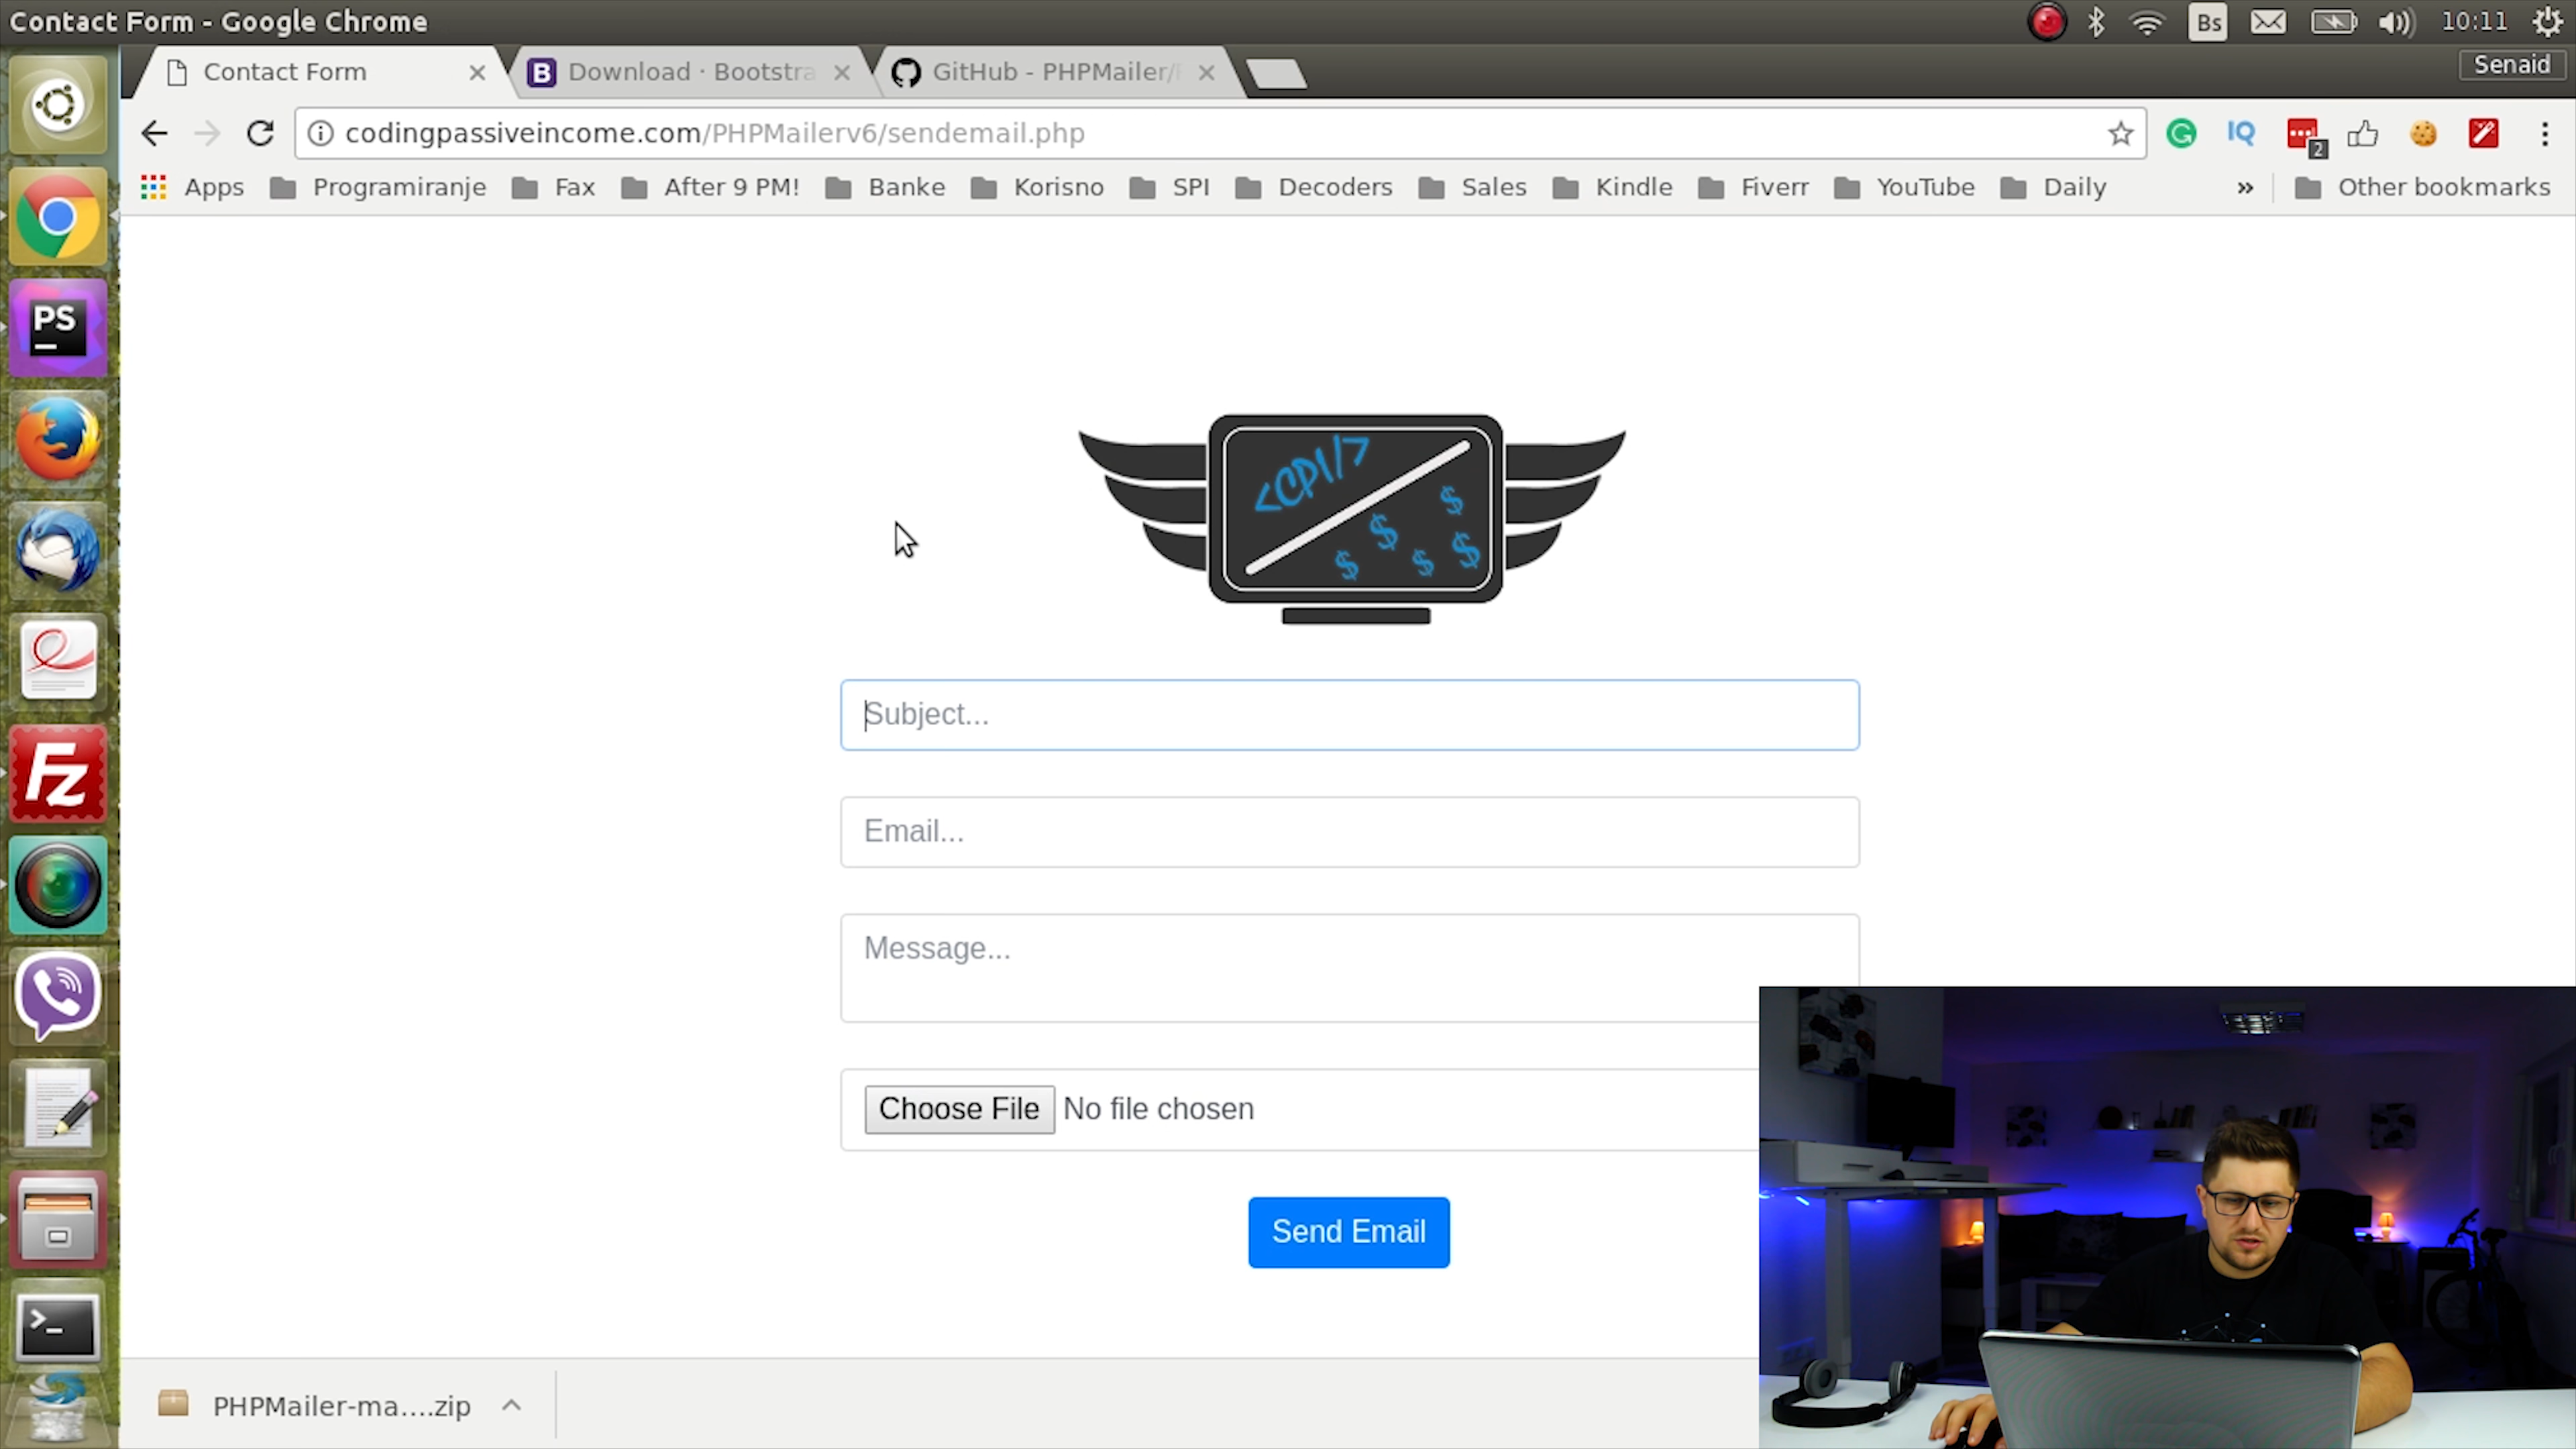 Contact Form - Google Chrome
Bs
10:11
Contact Form
Download · Bootstra
GitHub - PHPMailer/
Senaid
codingpassiveincome.com/PHPMailerv6/sendemail.php
IQ
2
Apps
Programiranje
Fax
After 9 PM!
Banke
Korisno
SPI
Decoders
Sales
Kindle
Fiverr
YouTube
Daily
»
Other bookmarks
PS
<CPI/>
$ $ $ $ $
Subject...
Email...
Message...
Choose File No file chosen
Send Email
Fz
>_
PHPMailer-ma....zip